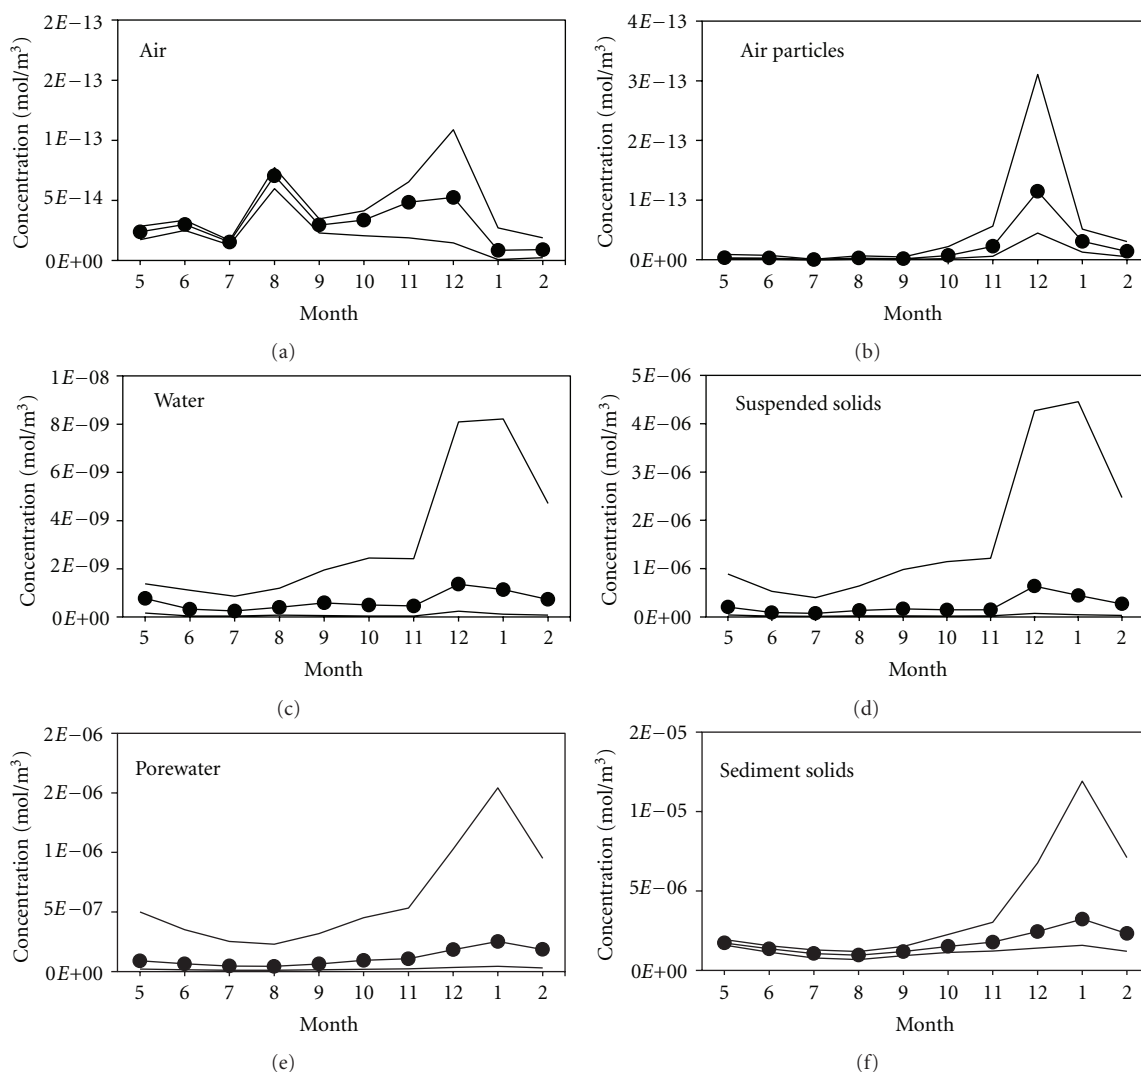 Concentration (mol/m³)
2E−13
2E−13
1E−13
5E−14
0E+00
Air
5 6 7 8 9 10 11 12 1 2
Month
(a)
Concentration (mol/m³)
4E−13
3E−13
2E−13
1E−13
0E+00
Air particles
5 6 7 8 9 10 11 12 1 2
Month
(b)
Concentration (mol/m³)
1E−08
8E−09
6E−09
4E−09
2E−09
0E+00
Water
5 6 7 8 9 10 11 12 1 2
Month
(c)
Concentration (mol/m³)
5E−06
4E−06
3E−06
2E−06
1E−06
0E+00
Suspended solids
5 6 7 8 9 10 11 12 1 2
Month
(d)
Concentration (mol/m³)
2E−06
2E−06
1E−06
5E−07
0E+00
Porewater
5 6 7 8 9 10 11 12 1 2
Month
(e)
Concentration (mol/m³)
2E−05
1E−05
5E−06
0E+00
Sediment solids
5 6 7 8 9 10 11 12 1 2
Month
(f)